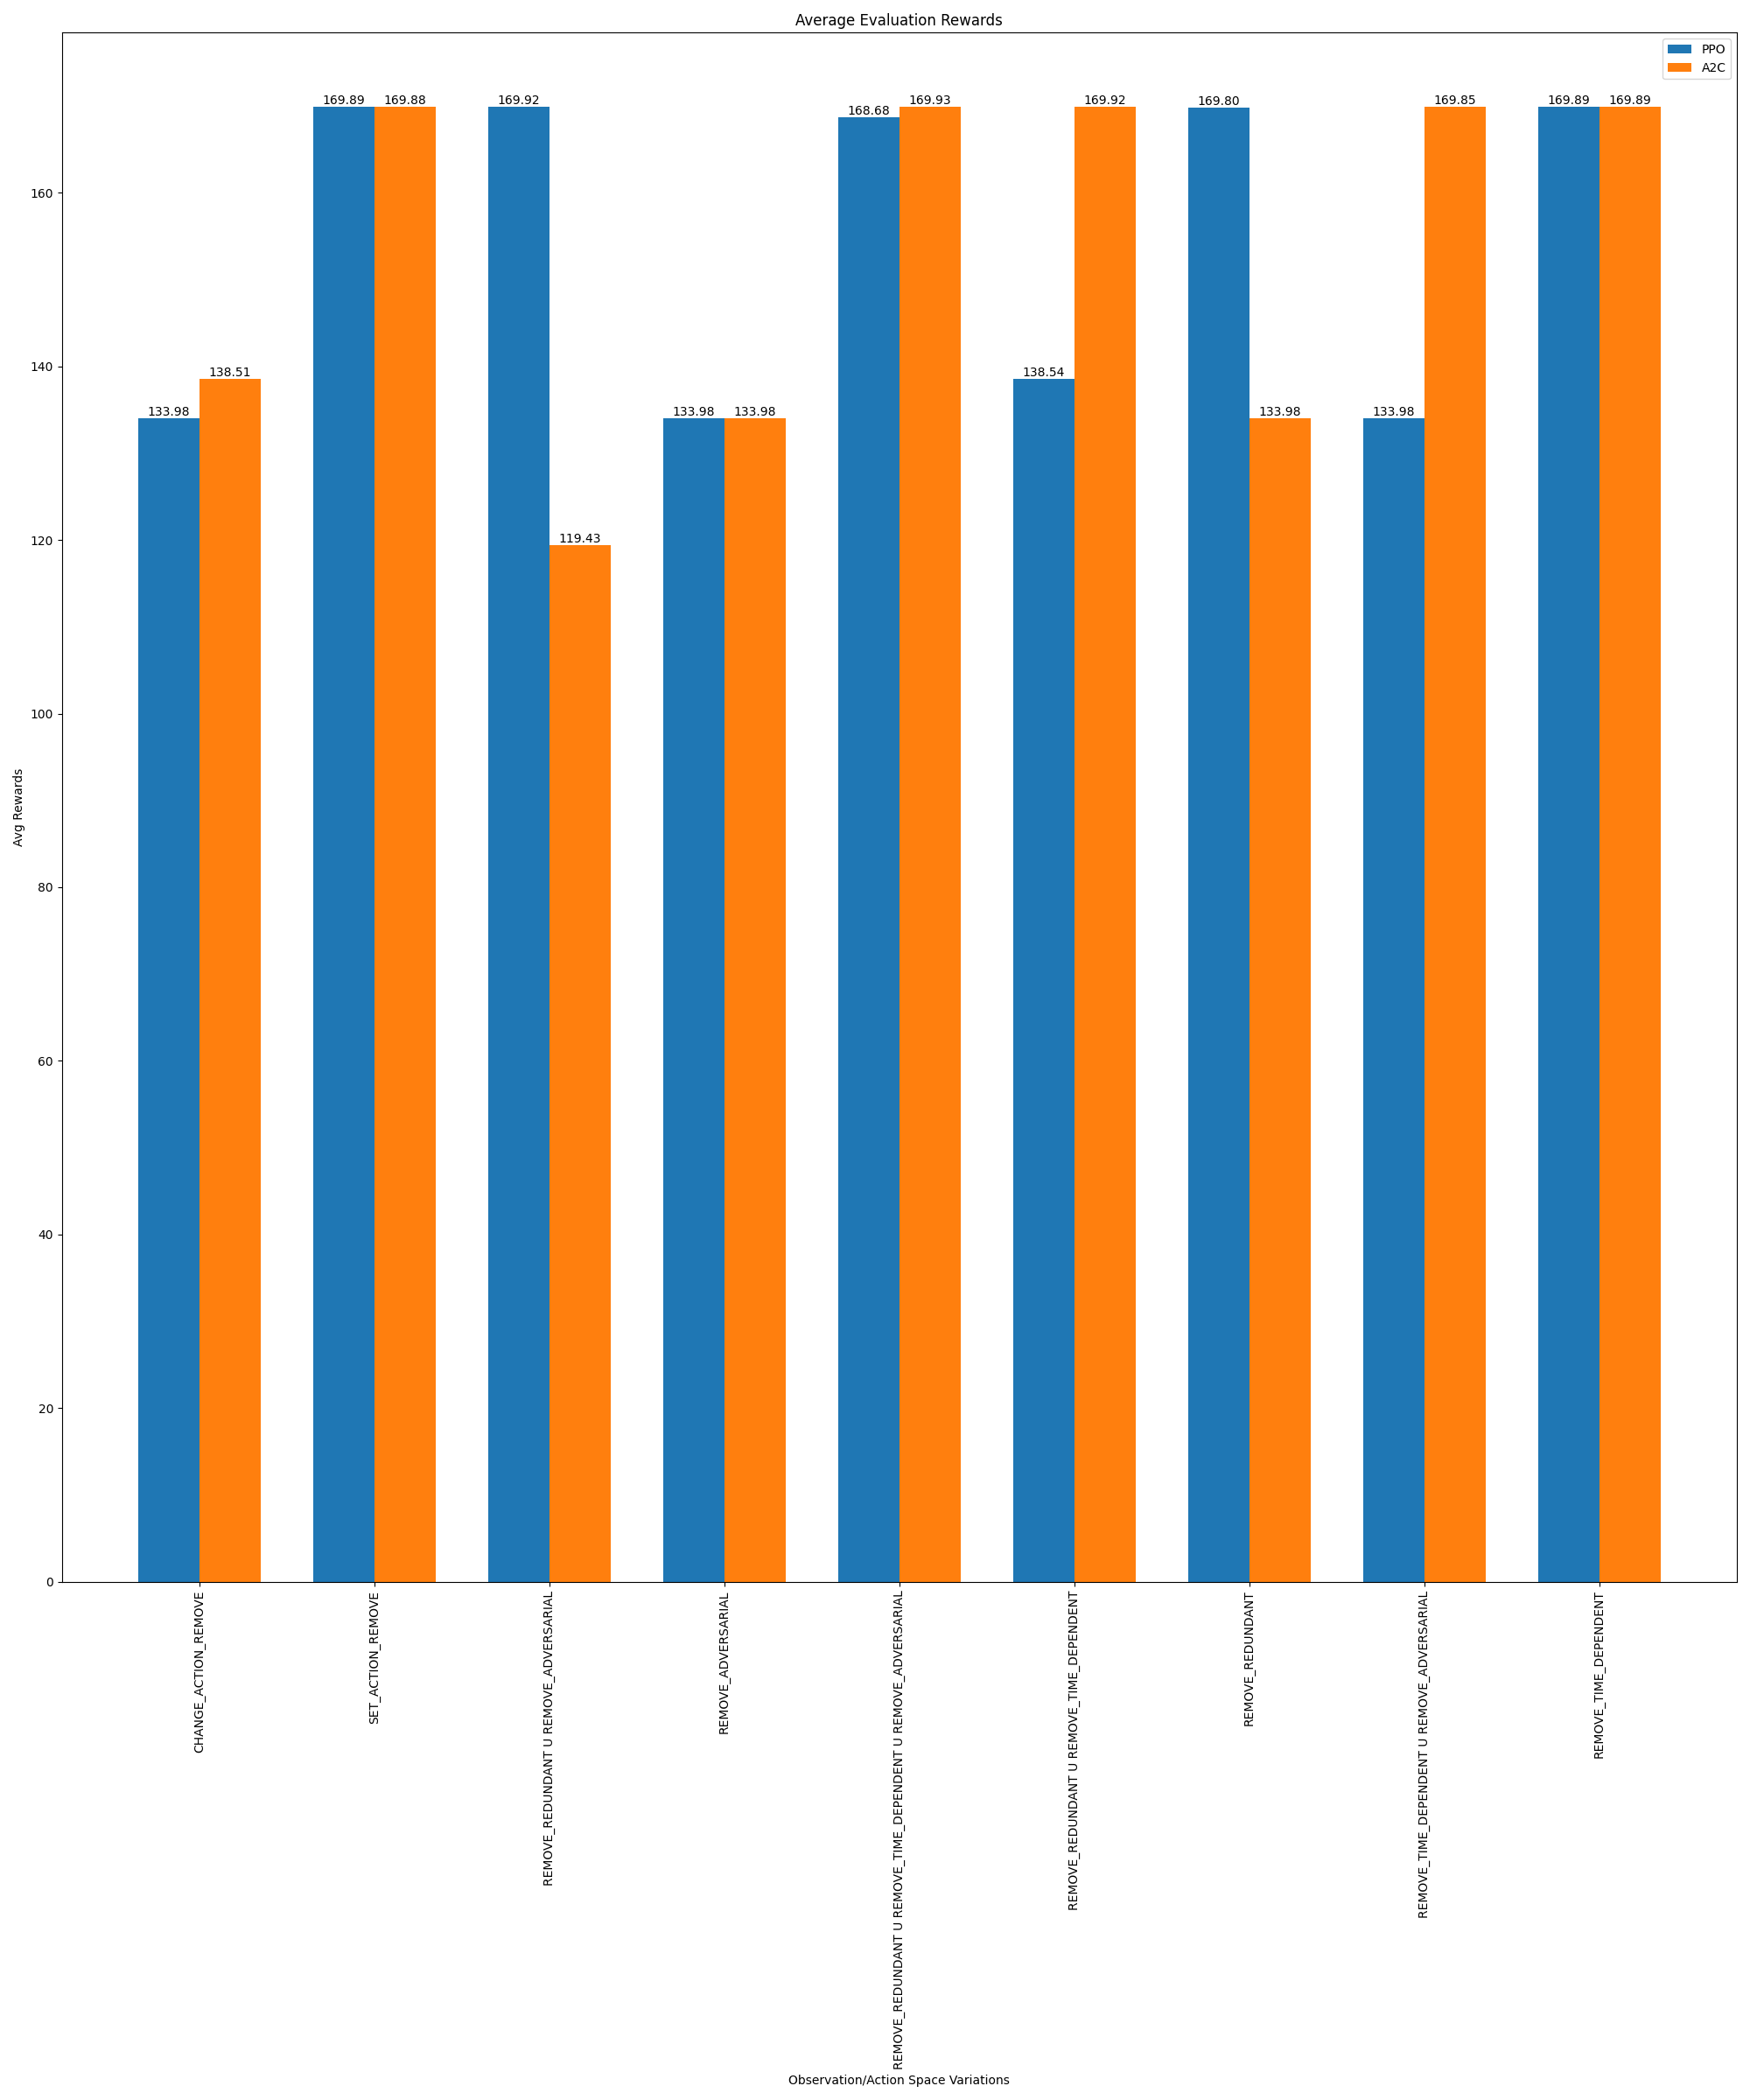 Average Evaluation Rewards
PPO
A2C
Avg Rewards
160
140
120
100
80
60
40
20
0
133.98
138.51
169.89
169.88
169.92
119.43
133.98
133.98
168.68
169.93
138.54
169.92
169.80
133.98
133.98
169.85
169.89
169.89
CHANGE_ACTION_REMOVE
SET_ACTION_REMOVE
REMOVE_REDUNDANT U REMOVE_ADVERSARIAL
REMOVE_ADVERSARIAL
REMOVE_REDUNDANT U REMOVE_TIME_DEPENDENT U REMOVE_ADVERSARIAL
REMOVE_REDUNDANT U REMOVE_TIME_DEPENDENT
REMOVE_REDUNDANT
REMOVE_TIME_DEPENDENT U REMOVE_ADVERSARIAL
REMOVE_TIME_DEPENDENT
Observation/Action Space Variations